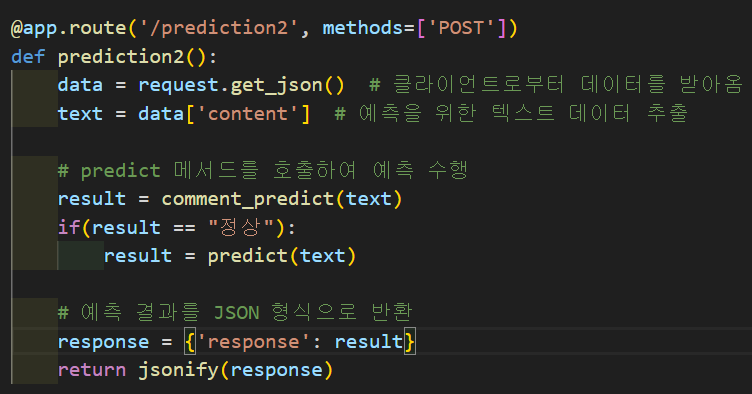 @app.route('/prediction2', methods=['POST'])
def prediction2():
    data = request.get_json()  # 클라이언트로부터 데이터를 받아옴
    text = data['content']  # 예측을 위한 텍스트 데이터 추출
    # predict 메서드를 호출하여 예측 수행
    result = comment_predict(text)
    if(result == "정상"):
        result = predict(text)
    # 예측 결과를 JSON 형식으로 반환
    response = {'response': result}
    return jsonify(response)